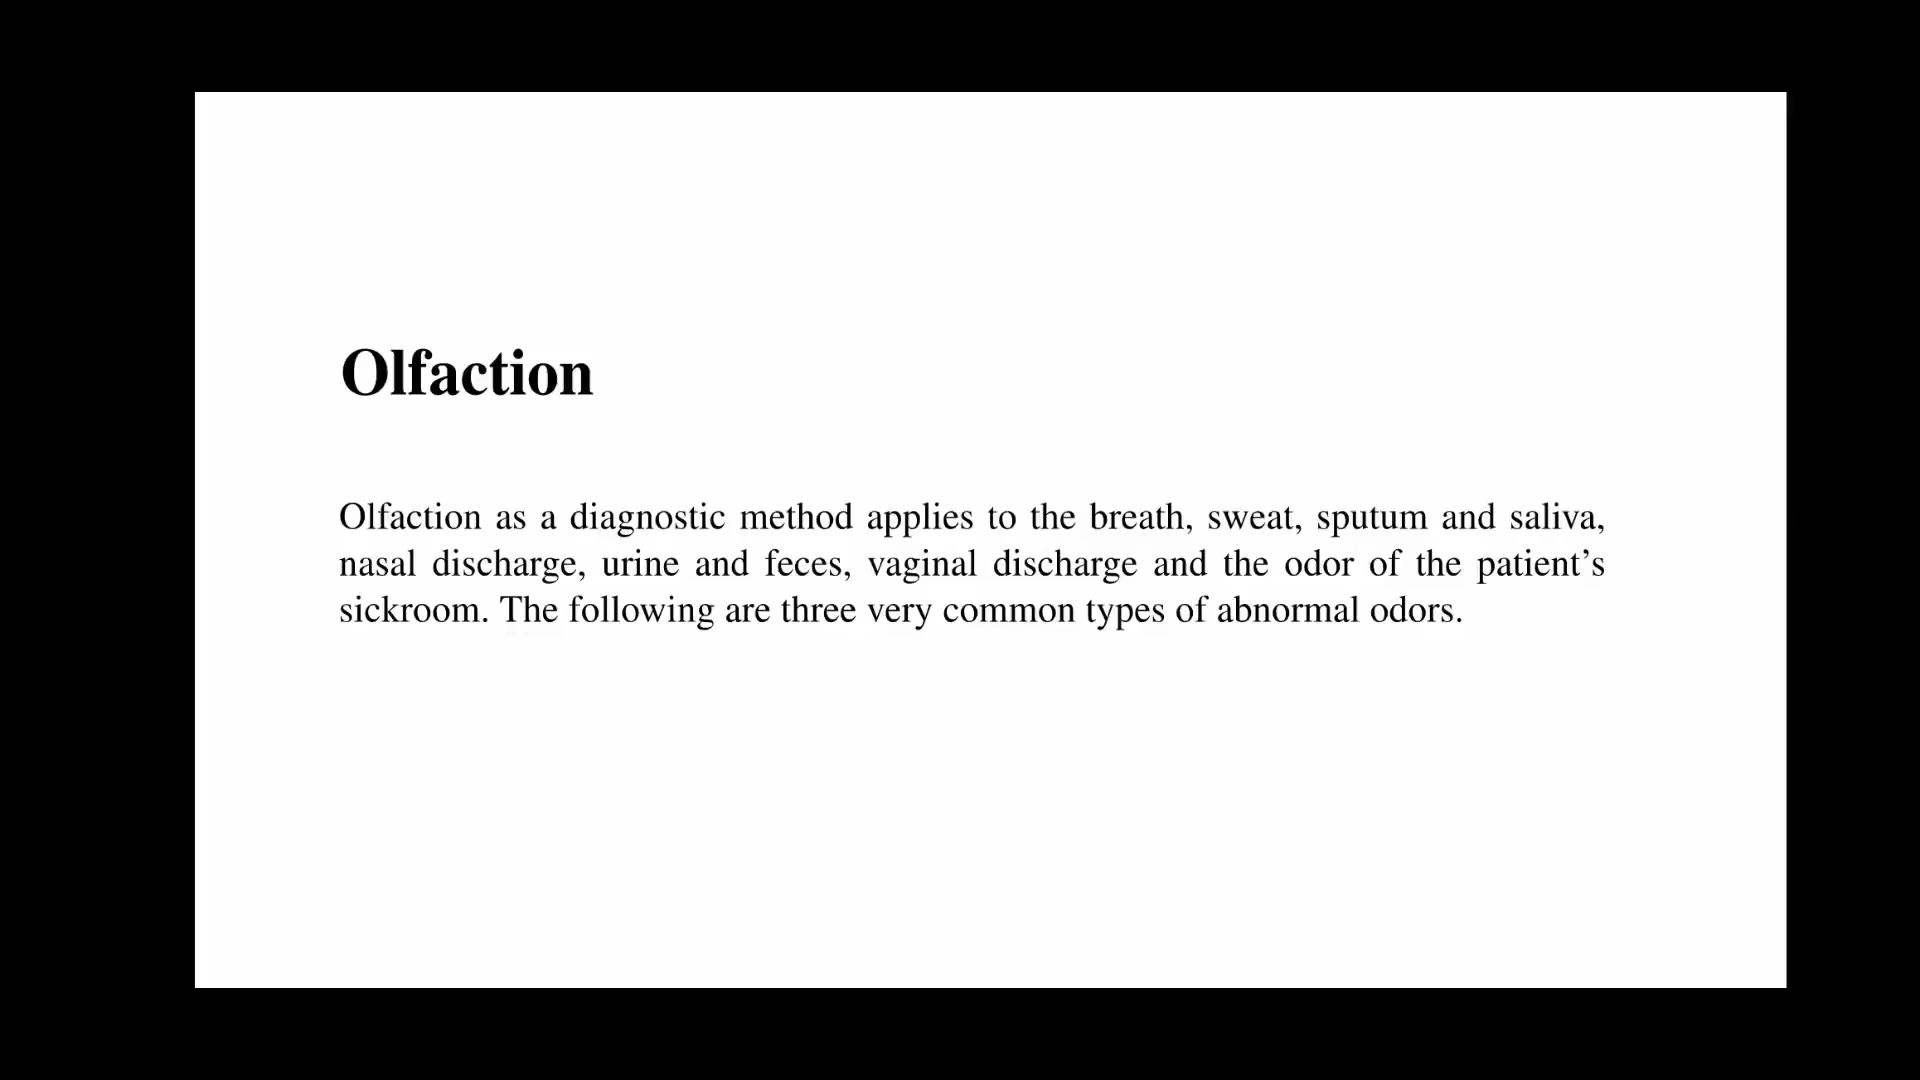 Olfaction
Olfaction as a diagnostic method applies to the breath, sweat, sputum and saliva,
nasal discharge, urine and feces, vaginal discharge and the odor of the patient’s
sickroom. The following are three very common types of abnormal odors.